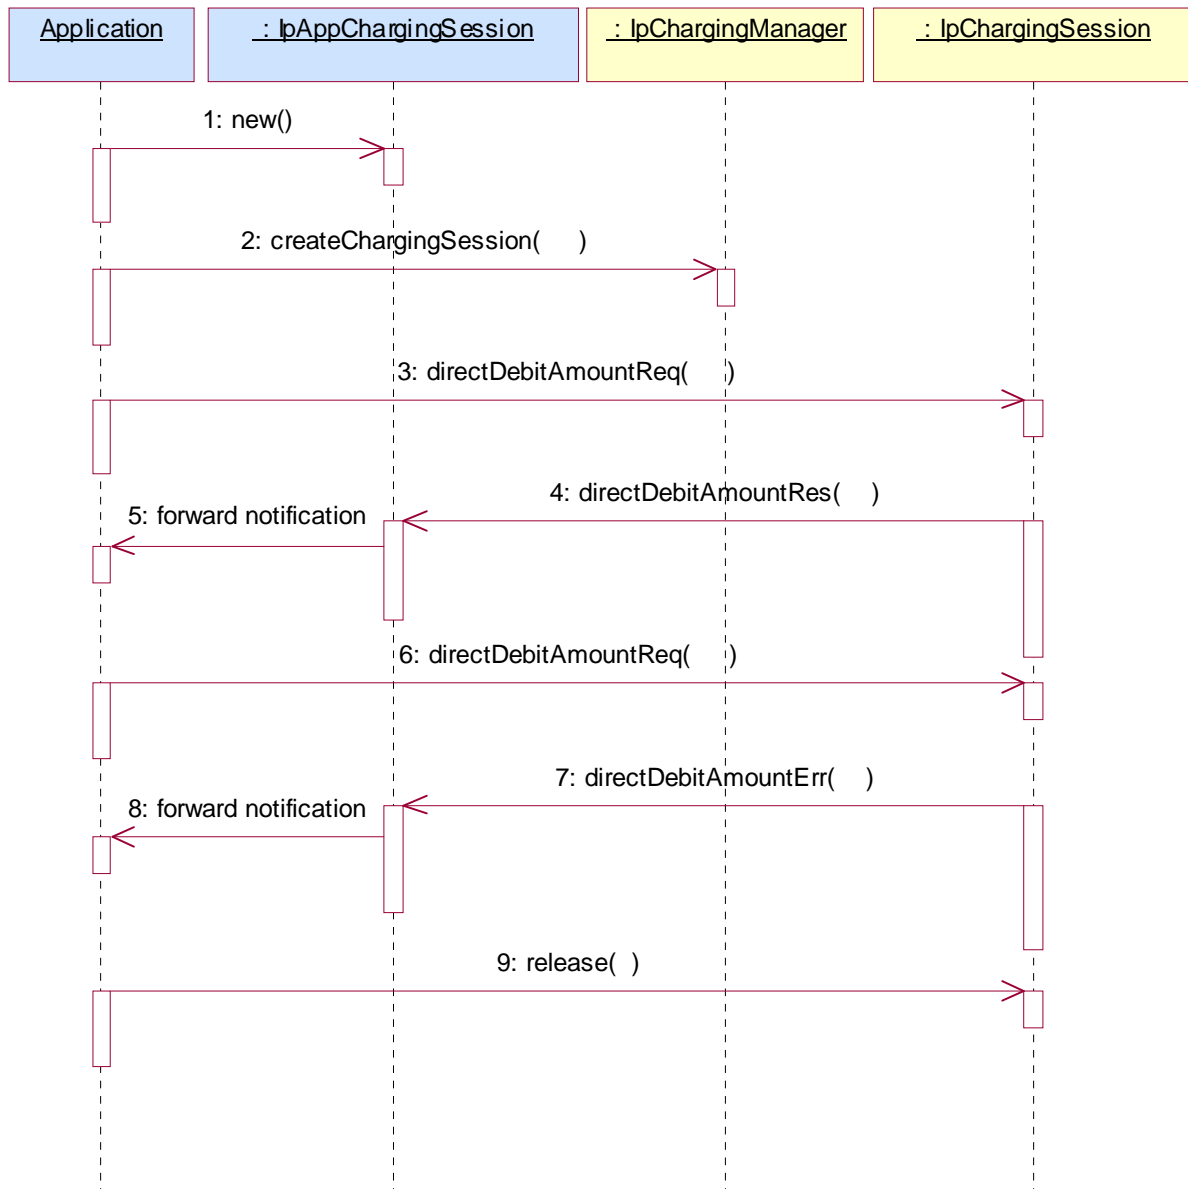 Application
: IpAppChargingSession
: IpChargingManager
: IpChargingSession
1: new()
2: createChargingSession( )
3: directDebitAmountReq( )
4: directDebitAmountRes( )
5: forward notification
6: directDebitAmountReq( )
7: directDebitAmountErr( )
8: forward notification
9: release( )